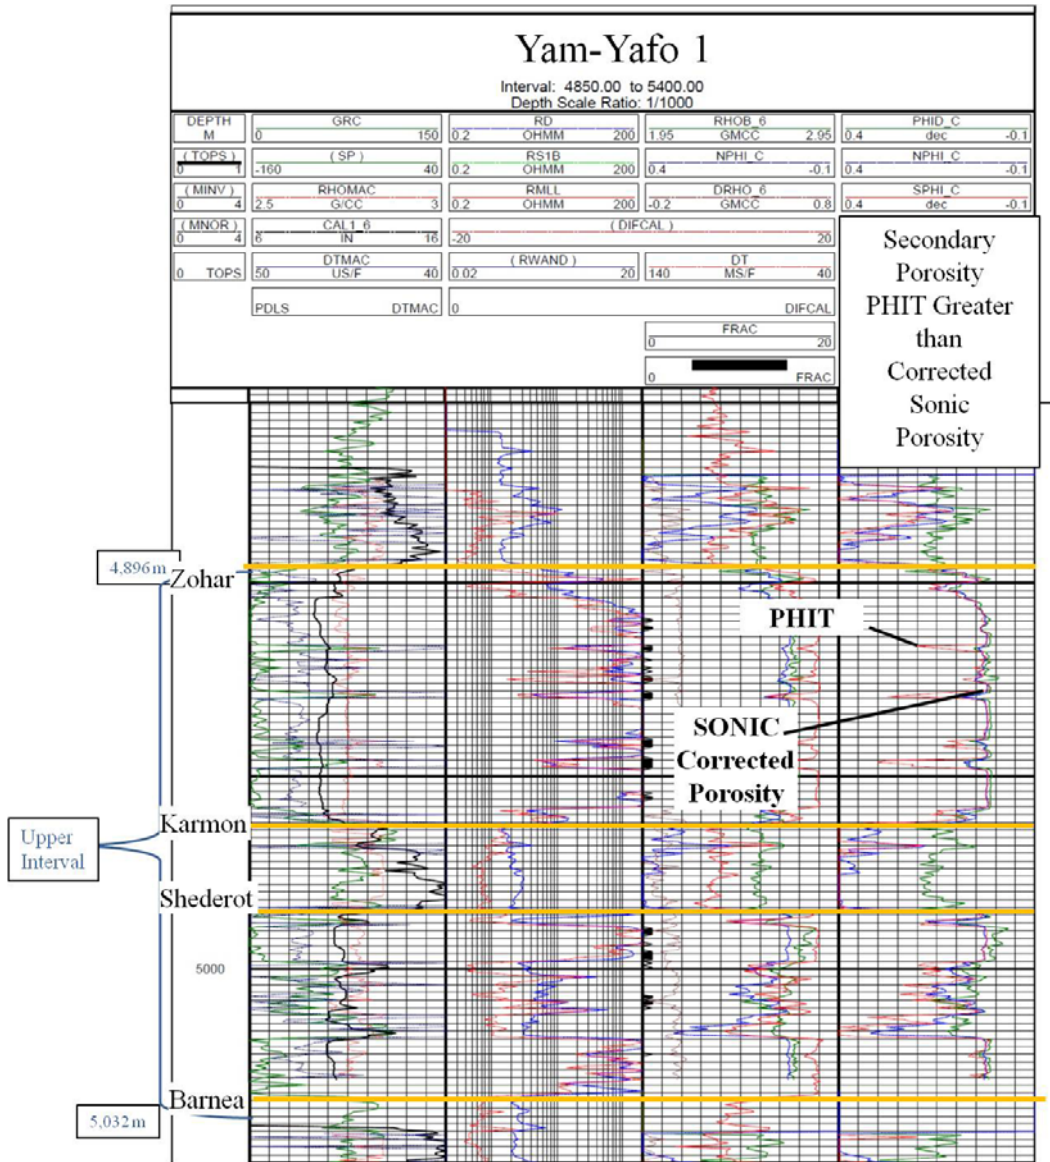 Yam-Yafo 1
Interval: 4850.00 to 5400.00
Depth Scale Ratio: 1/1000
DEPTH
M
GRC
0 150
RD
0.2 OHMM 200
RHOB_6
1.95 GMCC 2.95
PHID_C
0.4 dec -0.1
( TOPS )
0 1
( SP )
-160 40
RS1B
0.2 OHMM 200
NPHI_C
0.4 -0.1
NPHI_C
0.4 -0.1
( MINV )
0 4
RHOMAC
2.5 G/CC 3
RMLL
0.2 OHMM 200
DRHO_6
-0.2 GMCC 0.8
SPHI_C
0.4 dec -0.1
( MNOR )
0 4
CAL1_6
6 IN 16
( DIFCAL )
-20 20
0 TOPS
DTMAC
50 US/F 40
( RWAND )
0.02 20
DT
140 MS/F 40
PDLS DTMAC
0 DIFCAL
FRAC
0 20
0 FRAC
Secondary
Porosity
PHIT Greater
than
Corrected
Sonic
Porosity
4,896m
Zohar
PHIT
SONIC
Corrected
Porosity
Karmon
Upper
Interval
Shederot
5000
Barnea
5,032m